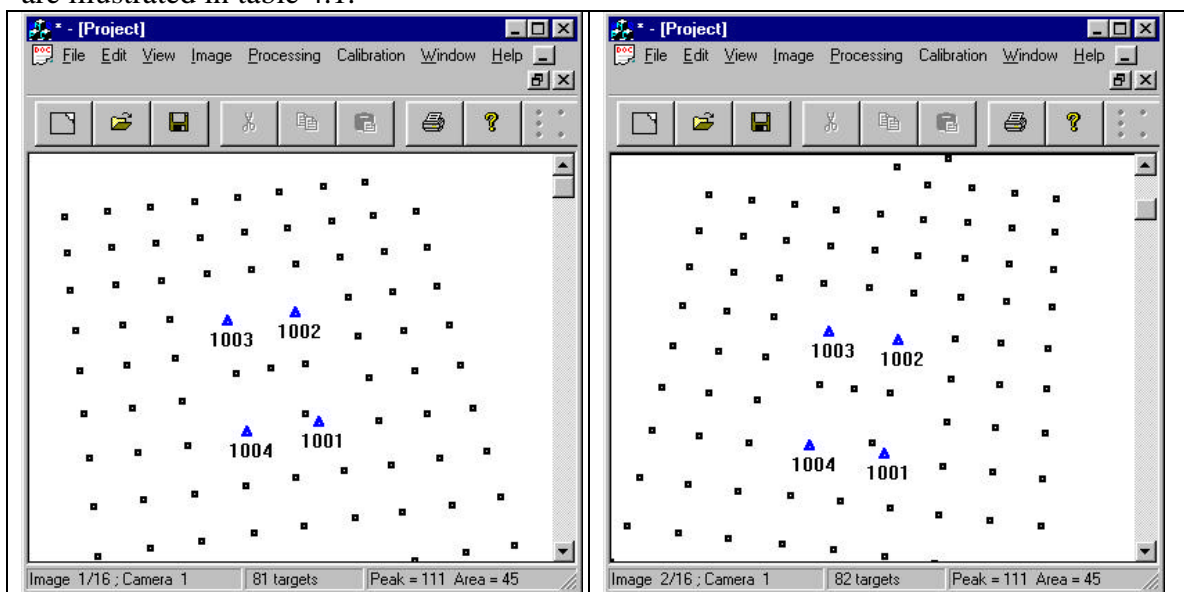 are illustrated in table 4.1.
* - [Project]
File Edit View Image Processing Calibration Window Help
1003
1002
1004
1001
Image 1/16 ; Camera 1 81 targets Peak = 111 Area = 45
* - [Project]
File Edit View Image Processing Calibration Window Help
1003
1002
1004
1001
Image 2/16 ; Camera 1 82 targets Peak = 111 Area = 45